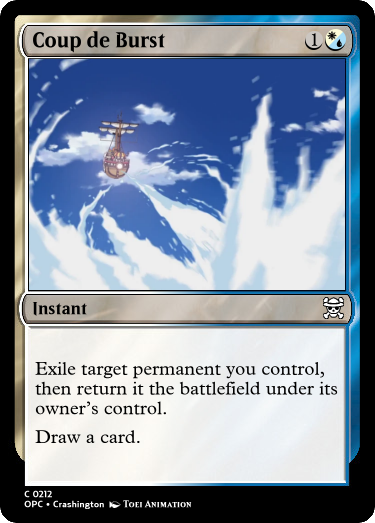 Coup de Burst 1
Instant
Exile target permanent you control,
then return it the battlefield under its
owner's control.
Draw a card.
C 0212
OPC • Crashington TOEI ANIMATION